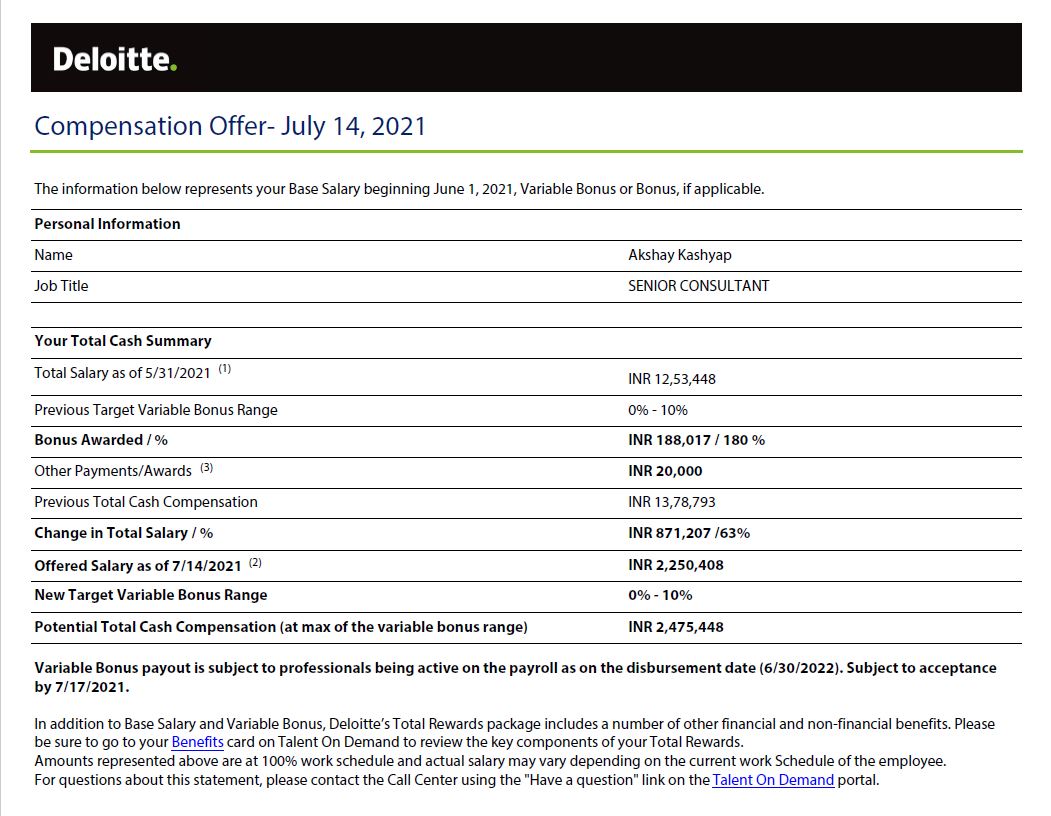 Deloitte.
Compensation Offer- July 14, 2021
The information below represents your Base Salary beginning June 1, 2021, Variable Bonus or Bonus, if applicable.
Personal Information
Name Akshay Kashyap
Job Title SENIOR CONSULTANT
Your Total Cash Summary
Total Salary as of 5/31/2021 (1) INR 12,53,448
Previous Target Variable Bonus Range 0% - 10%
Bonus Awarded / % INR 188,017 / 180 %
Other Payments/Awards (3) INR 20,000
Previous Total Cash Compensation INR 13,78,793
Change in Total Salary / % INR 871,207 /63%
Offered Salary as of 7/14/2021 (2) INR 2,250,408
New Target Variable Bonus Range 0% - 10%
Potential Total Cash Compensation (at max of the variable bonus range) INR 2,475,448
Variable Bonus payout is subject to professionals being active on the payroll as on the disbursement date (6/30/2022). Subject to acceptance
by 7/17/2021.
In addition to Base Salary and Variable Bonus, Deloitte's Total Rewards package includes a number of other financial and non-financial benefits. Please
be sure to go to your Benefits card on Talent On Demand to review the key components of your Total Rewards.
Amounts represented above are at 100% work schedule and actual salary may vary depending on the current work Schedule of the employee.
For questions about this statement, please contact the Call Center using the "Have a question" link on the Talent On Demand portal.